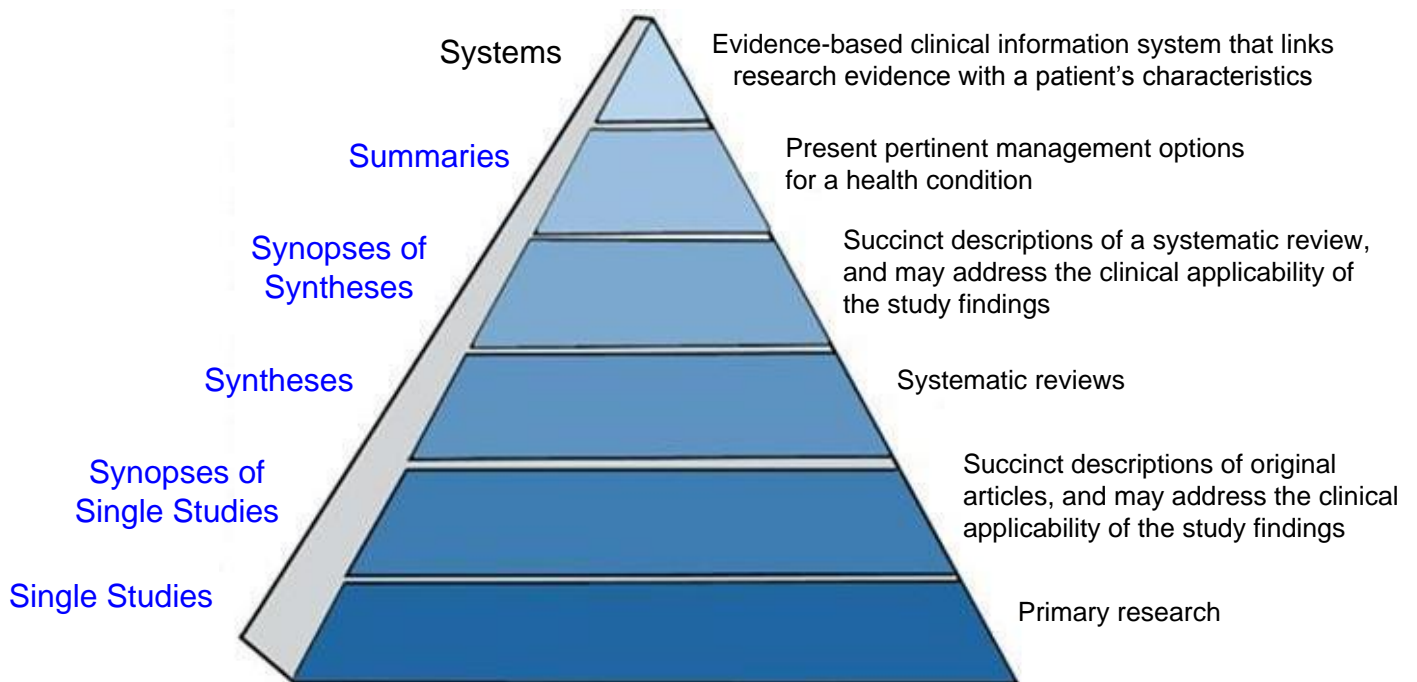 Systems
Evidence-based clinical information system that links
research evidence with a patient's characteristics
Summaries
Present pertinent management options
for a health condition
Synopses of
Syntheses
Succinct descriptions of a systematic review,
and may address the clinical applicability of
the study findings
Syntheses
Systematic reviews
Synopses of
Single Studies
Succinct descriptions of original
articles, and may address the clinical
applicability of the study findings
Single Studies
Primary research